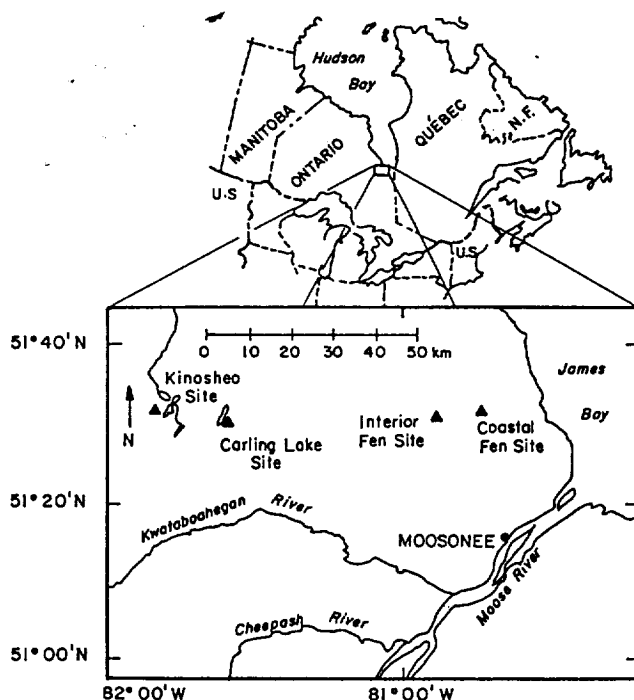 Hudson
Bay
MANITOBA
ONTARIO
QUÉBEC
N.F.
U.S
U.S
51°40'N
0 10 20 30 40 50 km
James
Bay
Kinosheo
Site
N
Carling Lake
Site
Interior
Fen Site
Coastal
Fen Site
51°20'N
Kwataboahegan River
MOOSONEE
Moose River
Cheepash River
51°00'N
82°00'W 81°00'W